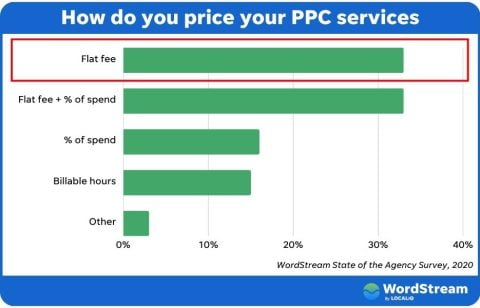 How do you price your PPC services
Flat fee
Flat fee + % of spend
% of spend
Billable hours
Other
0% 10% 20% 30% 40%
WordStream State of the Agency Survey, 2020
WordStream
By LOCALiQ